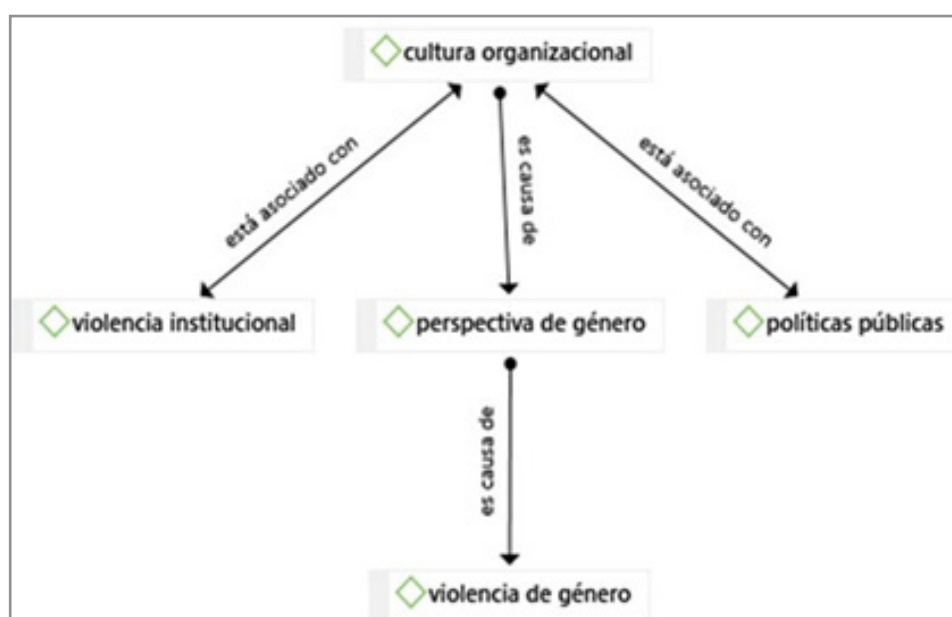 cultura organizacional
está asociado con
es causa de
está asociado con
violencia institucional
perspectiva de género
políticas públicas
es causa de
violencia de género